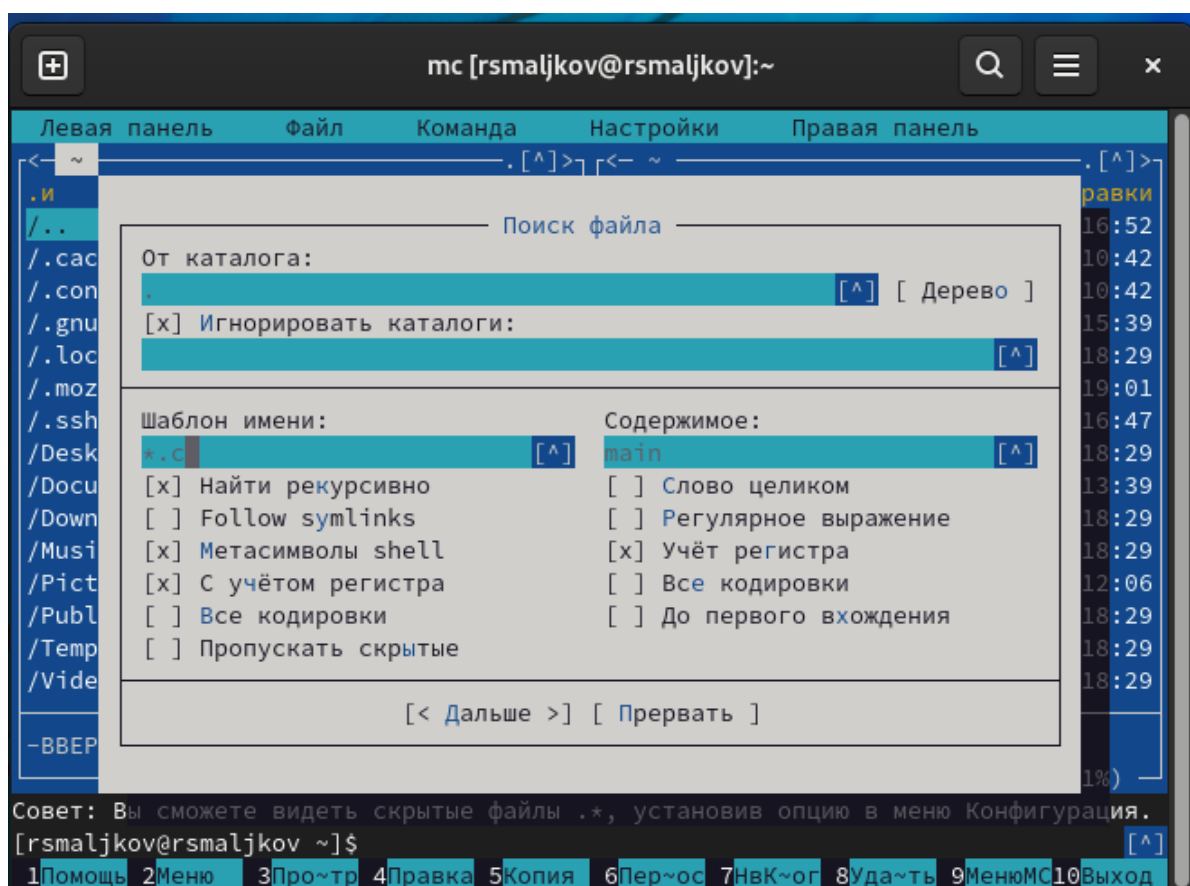 mc [rsmaljkov@rsmaljkov]:~
Левая панель Файл Команда Настройки Правая панель
<— ~ .[^]> <— ~ .[^]>
.и равки
/.. 16:52
Поиск файла
/.cac От каталога: 10:42
/.con . [^] [ Дерево ] 10:42
/.gnu [x] Игнорировать каталоги: 15:39
/.loc [^] 18:29
/.moz 19:01
/.ssh Шаблон имени: Содержимое: 16:47
/Desk *.c [^] main [^] 18:29
/Docu [x] Найти рекурсивно [ ] Слово целиком 13:39
/Down [ ] Follow symlinks [ ] Регулярное выражение 18:29
/Musi [x] Метасимволы shell [x] Учёт регистра 18:29
/Pict [x] С учётом регистра [ ] Все кодировки 12:06
/Publ [ ] Все кодировки [ ] До первого вхождения 18:29
/Temp [ ] Пропускать скрытые 18:29
/Vide 18:29
[< Дальше >] [ Прервать ]
-ВВЕР
1%)
Совет: Вы сможете видеть скрытые файлы .*, установив опцию в меню Конфигурация.
[rsmaljkov@rsmaljkov ~]$ [^]
1Помощь 2Меню 3Про~тр 4Правка 5Копия 6Пер~ос 7НвК~ог 8Уда~ть 9МенюМС 10Выход